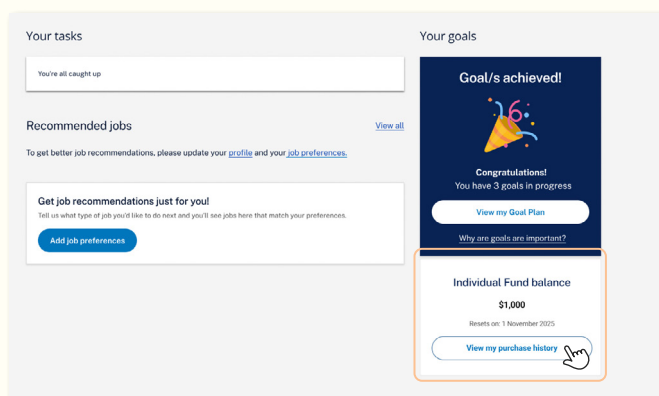 Your tasks
You're all caught up
Recommended jobs
View all
To get better job recommendations, please update your profile and your job preferences.
Get job recommendations just for you!
Tell us what type of job you'd like to do next and you'll see jobs here that match your preferences.
Add job preferences
Your goals
Goal/s achieved!
Congratulations!
You have 3 goals in progress
View my Goal Plan
Why are goals are important?
Individual Fund balance
$1,000
Resets on: 1 November 2025
View my purchase history